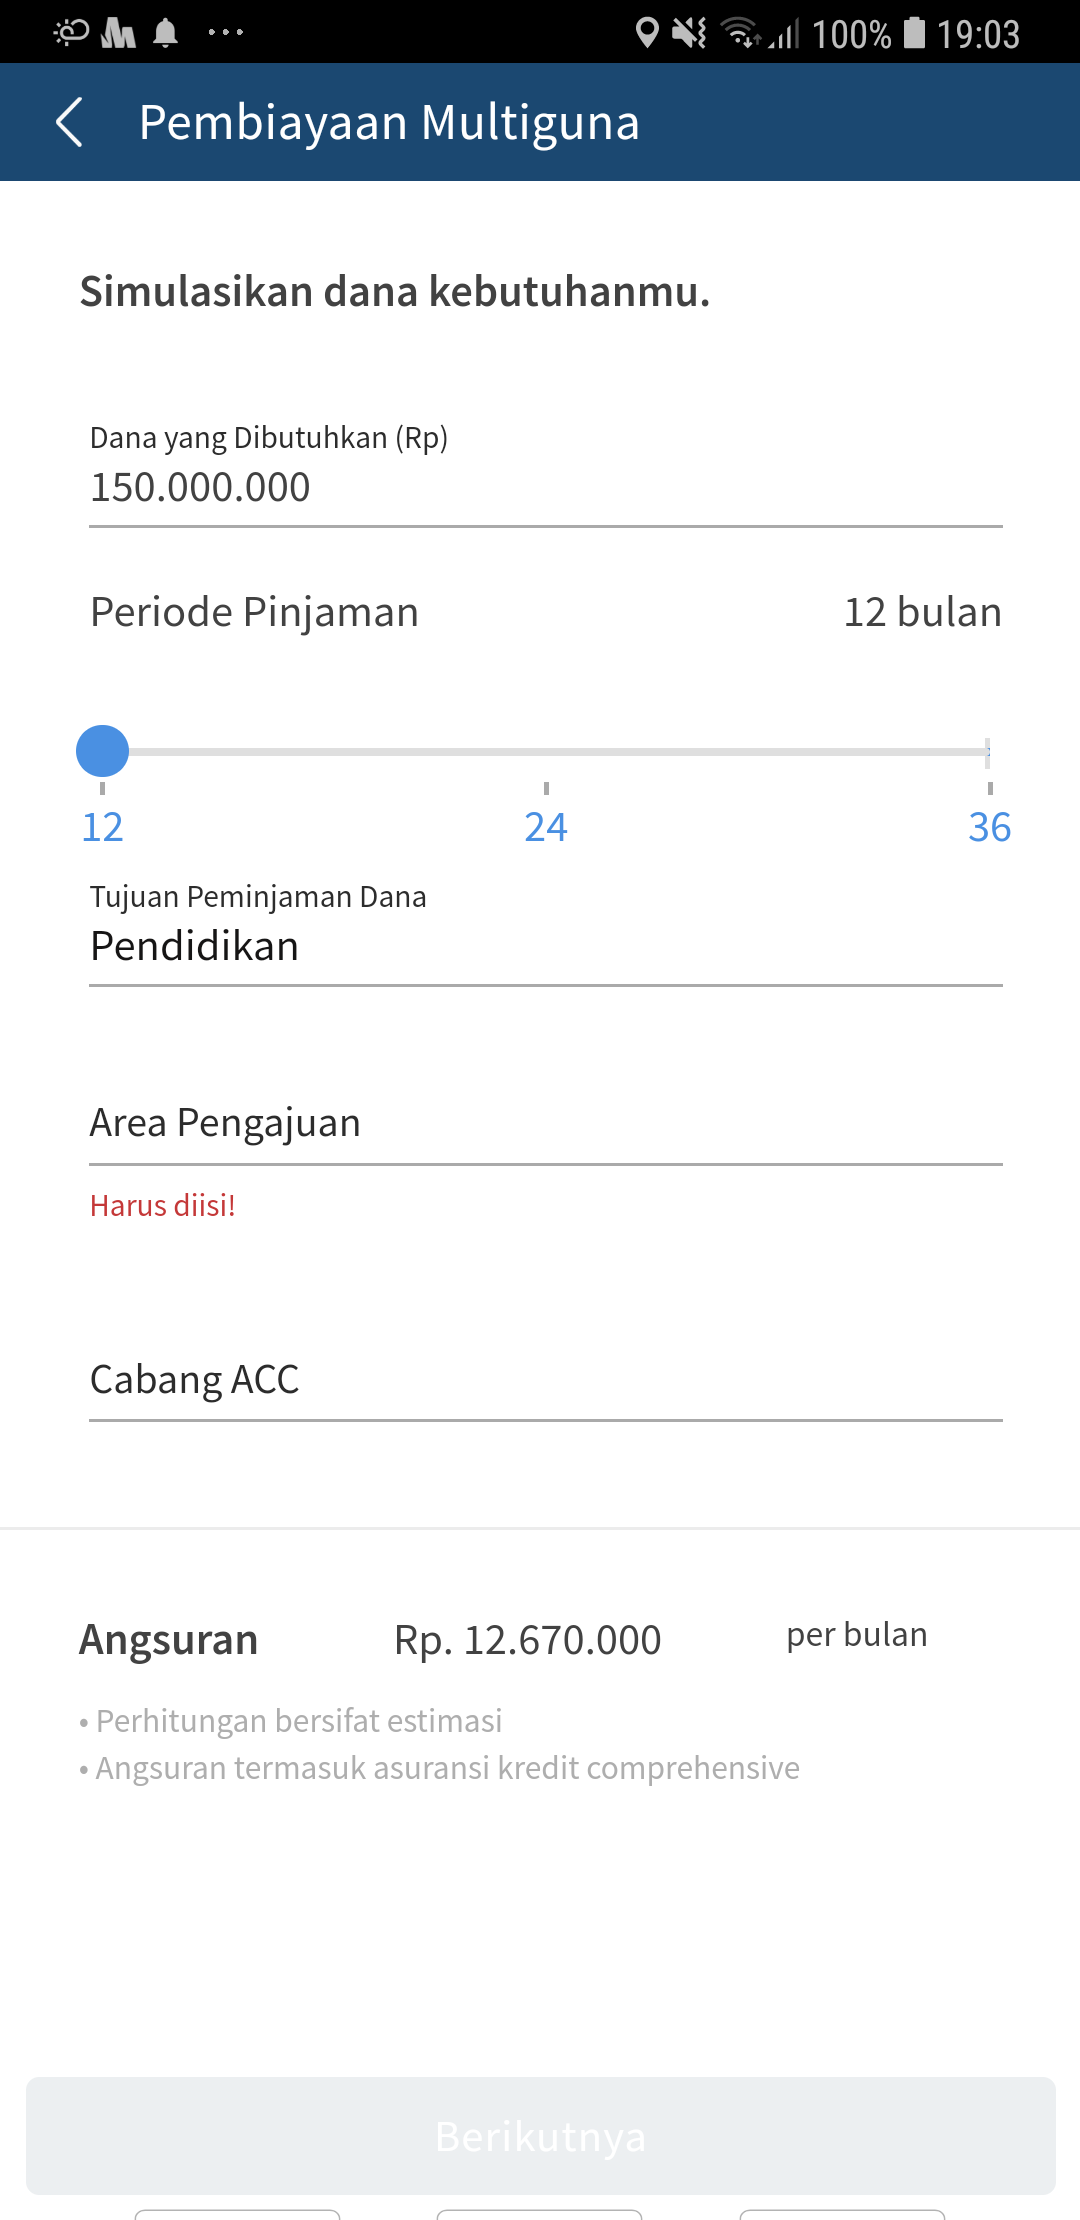 100% 19:03
Pembiayaan Multiguna
Simulasikan dana kebutuhanmu.
Dana yang Dibutuhkan (Rp)
150.000.000
Periode Pinjaman 12 bulan
12 24 36
Tujuan Peminjaman Dana
Pendidikan
Area Pengajuan
Harus diisi!
Cabang ACC
Angsuran Rp. 12.670.000 per bulan
• Perhitungan bersifat estimasi
• Angsuran termasuk asuransi kredit comprehensive
Berikutnya